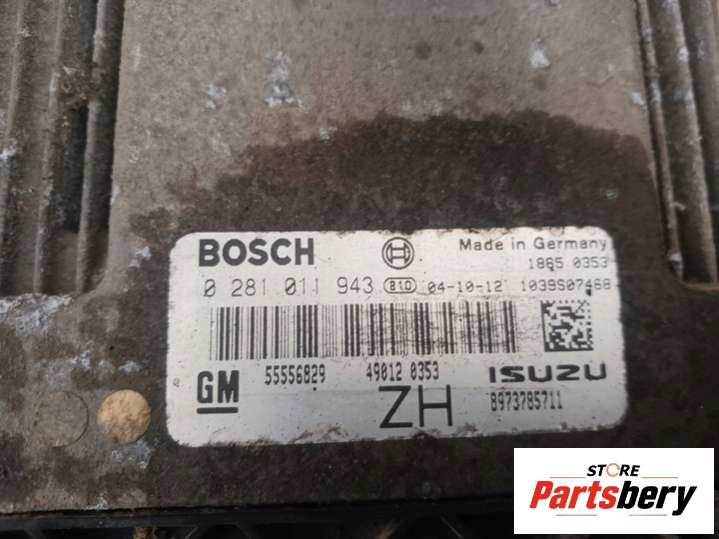 BOSCH
Made in Germany
1865 0353
0 281 011 943 81D 04-10-12 1039S07468
55556829 49012 0353
GM
ISUZU
ZH
8973785711
STORE
Partsbery